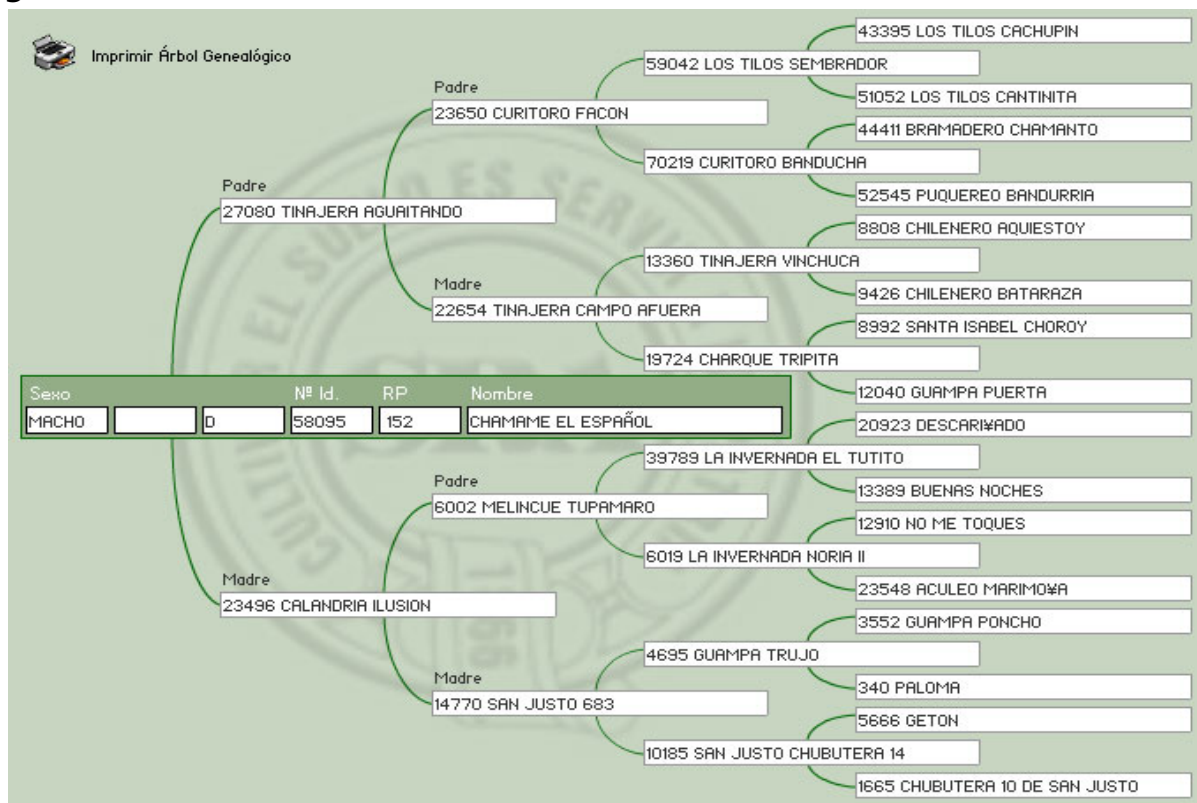 43395 LOS TILOS CACHUPIN
Imprimir Árbol Genealógico
59042 LOS TILOS SEMBRADOR
Padre
51052 LOS TILOS CANTINITA
23650 CURITORO FACON
44411 BRAMADERO CHAMANTO
70219 CURITORO BANDUCHA
Padre
52545 PUQUEREO BANDURRIA
27080 TINAJERA AGUAITANDO
8808 CHILENERO AQUIESTOY
13360 TINAJERA VINCHUCA
Madre
9426 CHILENERO BATARAZA
22654 TINAJERA CAMPO AFUERA
8992 SANTA ISABEL CHOROY
19724 CHARQUE TRIPITA
12040 GUAMPA PUERTA
Sexo Nº Id. RP Nombre
MACHO D 58095 152 CHAMAME EL ESPAÑOL
20923 DESCARI¥ADO
39789 LA INVERNADA EL TUTITO
Padre
13389 BUENAS NOCHES
6002 MELINCUE TUPAMARO
12910 NO ME TOQUES
6019 LA INVERNADA NORIA II
Madre
23548 ACULEO MARIMO¥A
23496 CALANDRIA ILUSION
3552 GUAMPA PONCHO
4695 GUAMPA TRUJO
Madre
340 PALOMA
14770 SAN JUSTO 683
5666 GETON
10185 SAN JUSTO CHUBUTERA 14
1665 CHUBUTERA 10 DE SAN JUSTO